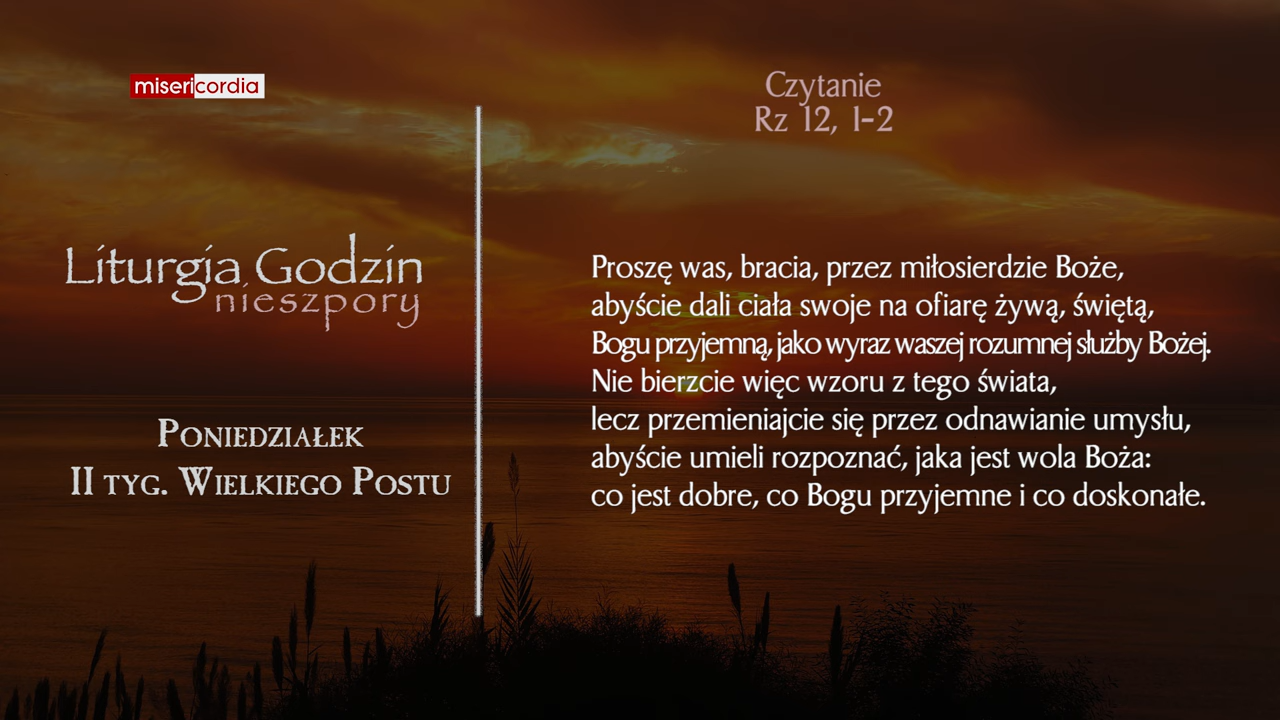 misericordia
Liturgia Godzin
nieszpory
Poniedziałek
II tyg. Wielkiego Postu
Czytanie
Rz 12, 1-2
Proszę was, bracia, przez miłosierdzie Boże,
abyście dali ciała swoje na ofiarę żywą, świętą,
Bogu przyjemną, jako wyraz waszej rozumnej służby Bożej.
Nie bierzcie więc wzoru z tego świata,
lecz przemieniajcie się przez odnawianie umysłu,
abyście umieli rozpoznać, jaka jest wola Boża:
co jest dobre, co Bogu przyjemne i co doskonałe.